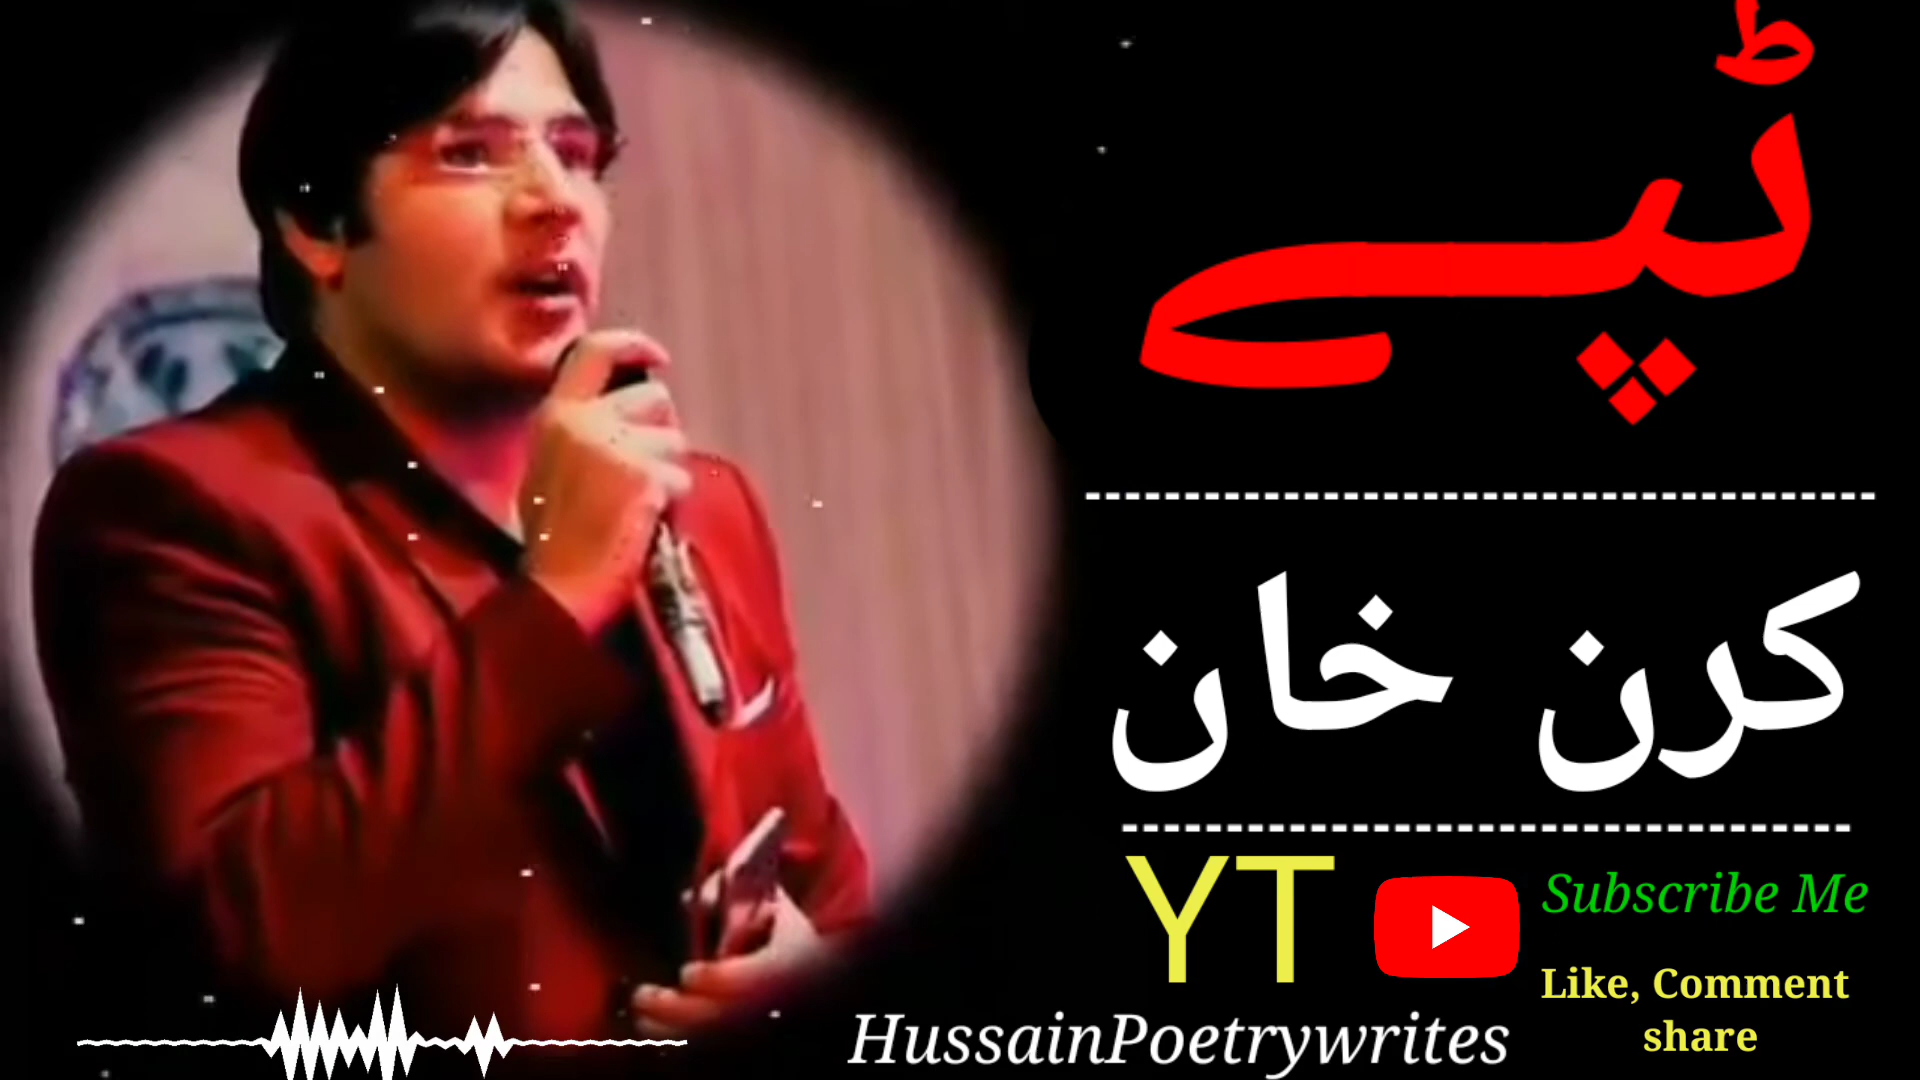 ٹپے
کرن خان
YT
Subscribe Me
Like, Comment
share
HussainPoetrywrites